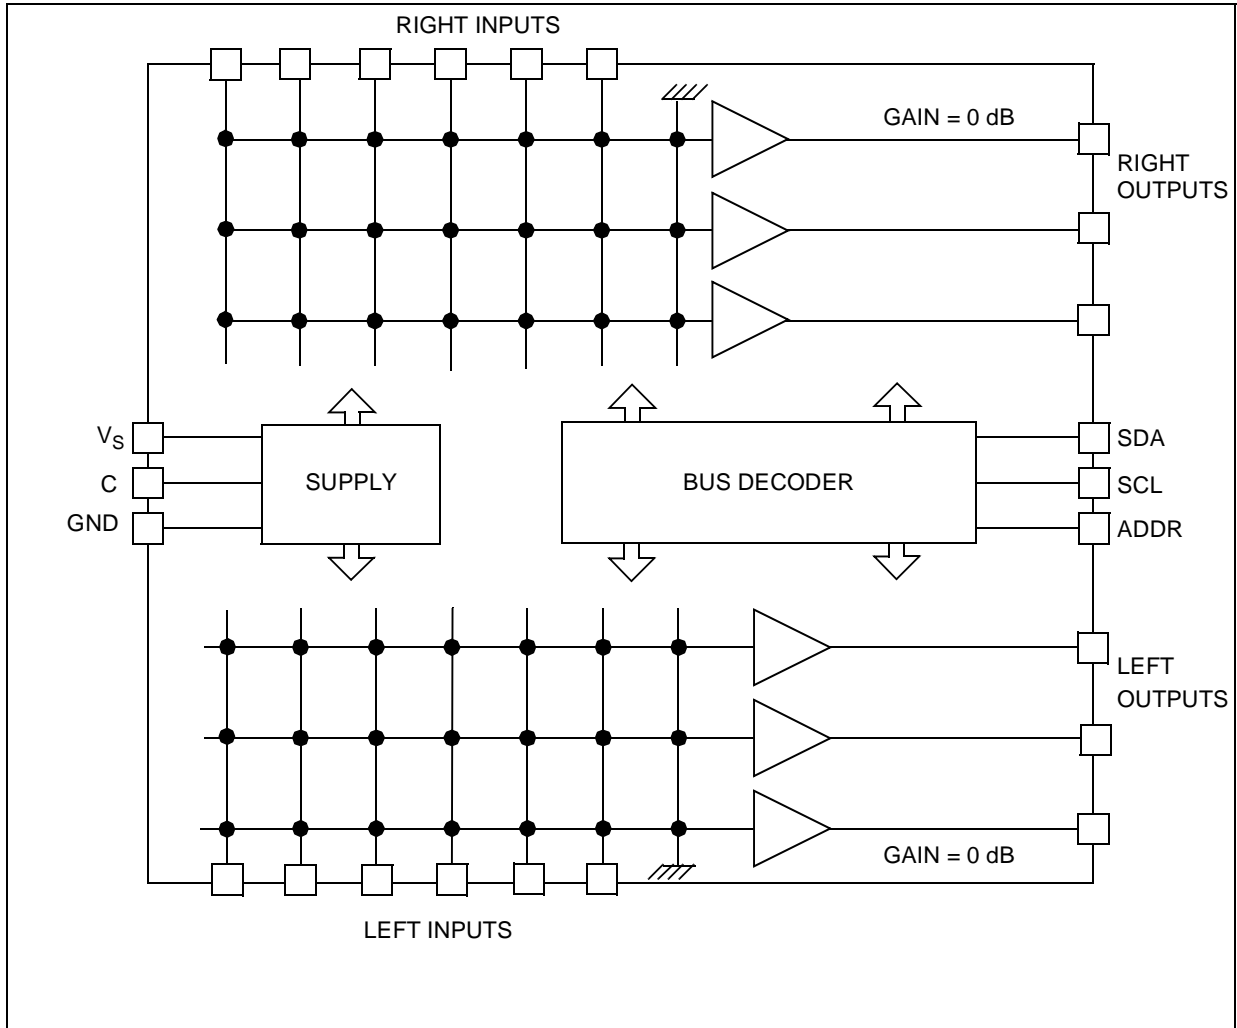 RIGHT INPUTS
GAIN = 0 dB
RIGHT
OUTPUTS
VS
C
GND
SUPPLY
BUS DECODER
SDA
SCL
ADDR
LEFT
OUTPUTS
GAIN = 0 dB
LEFT INPUTS